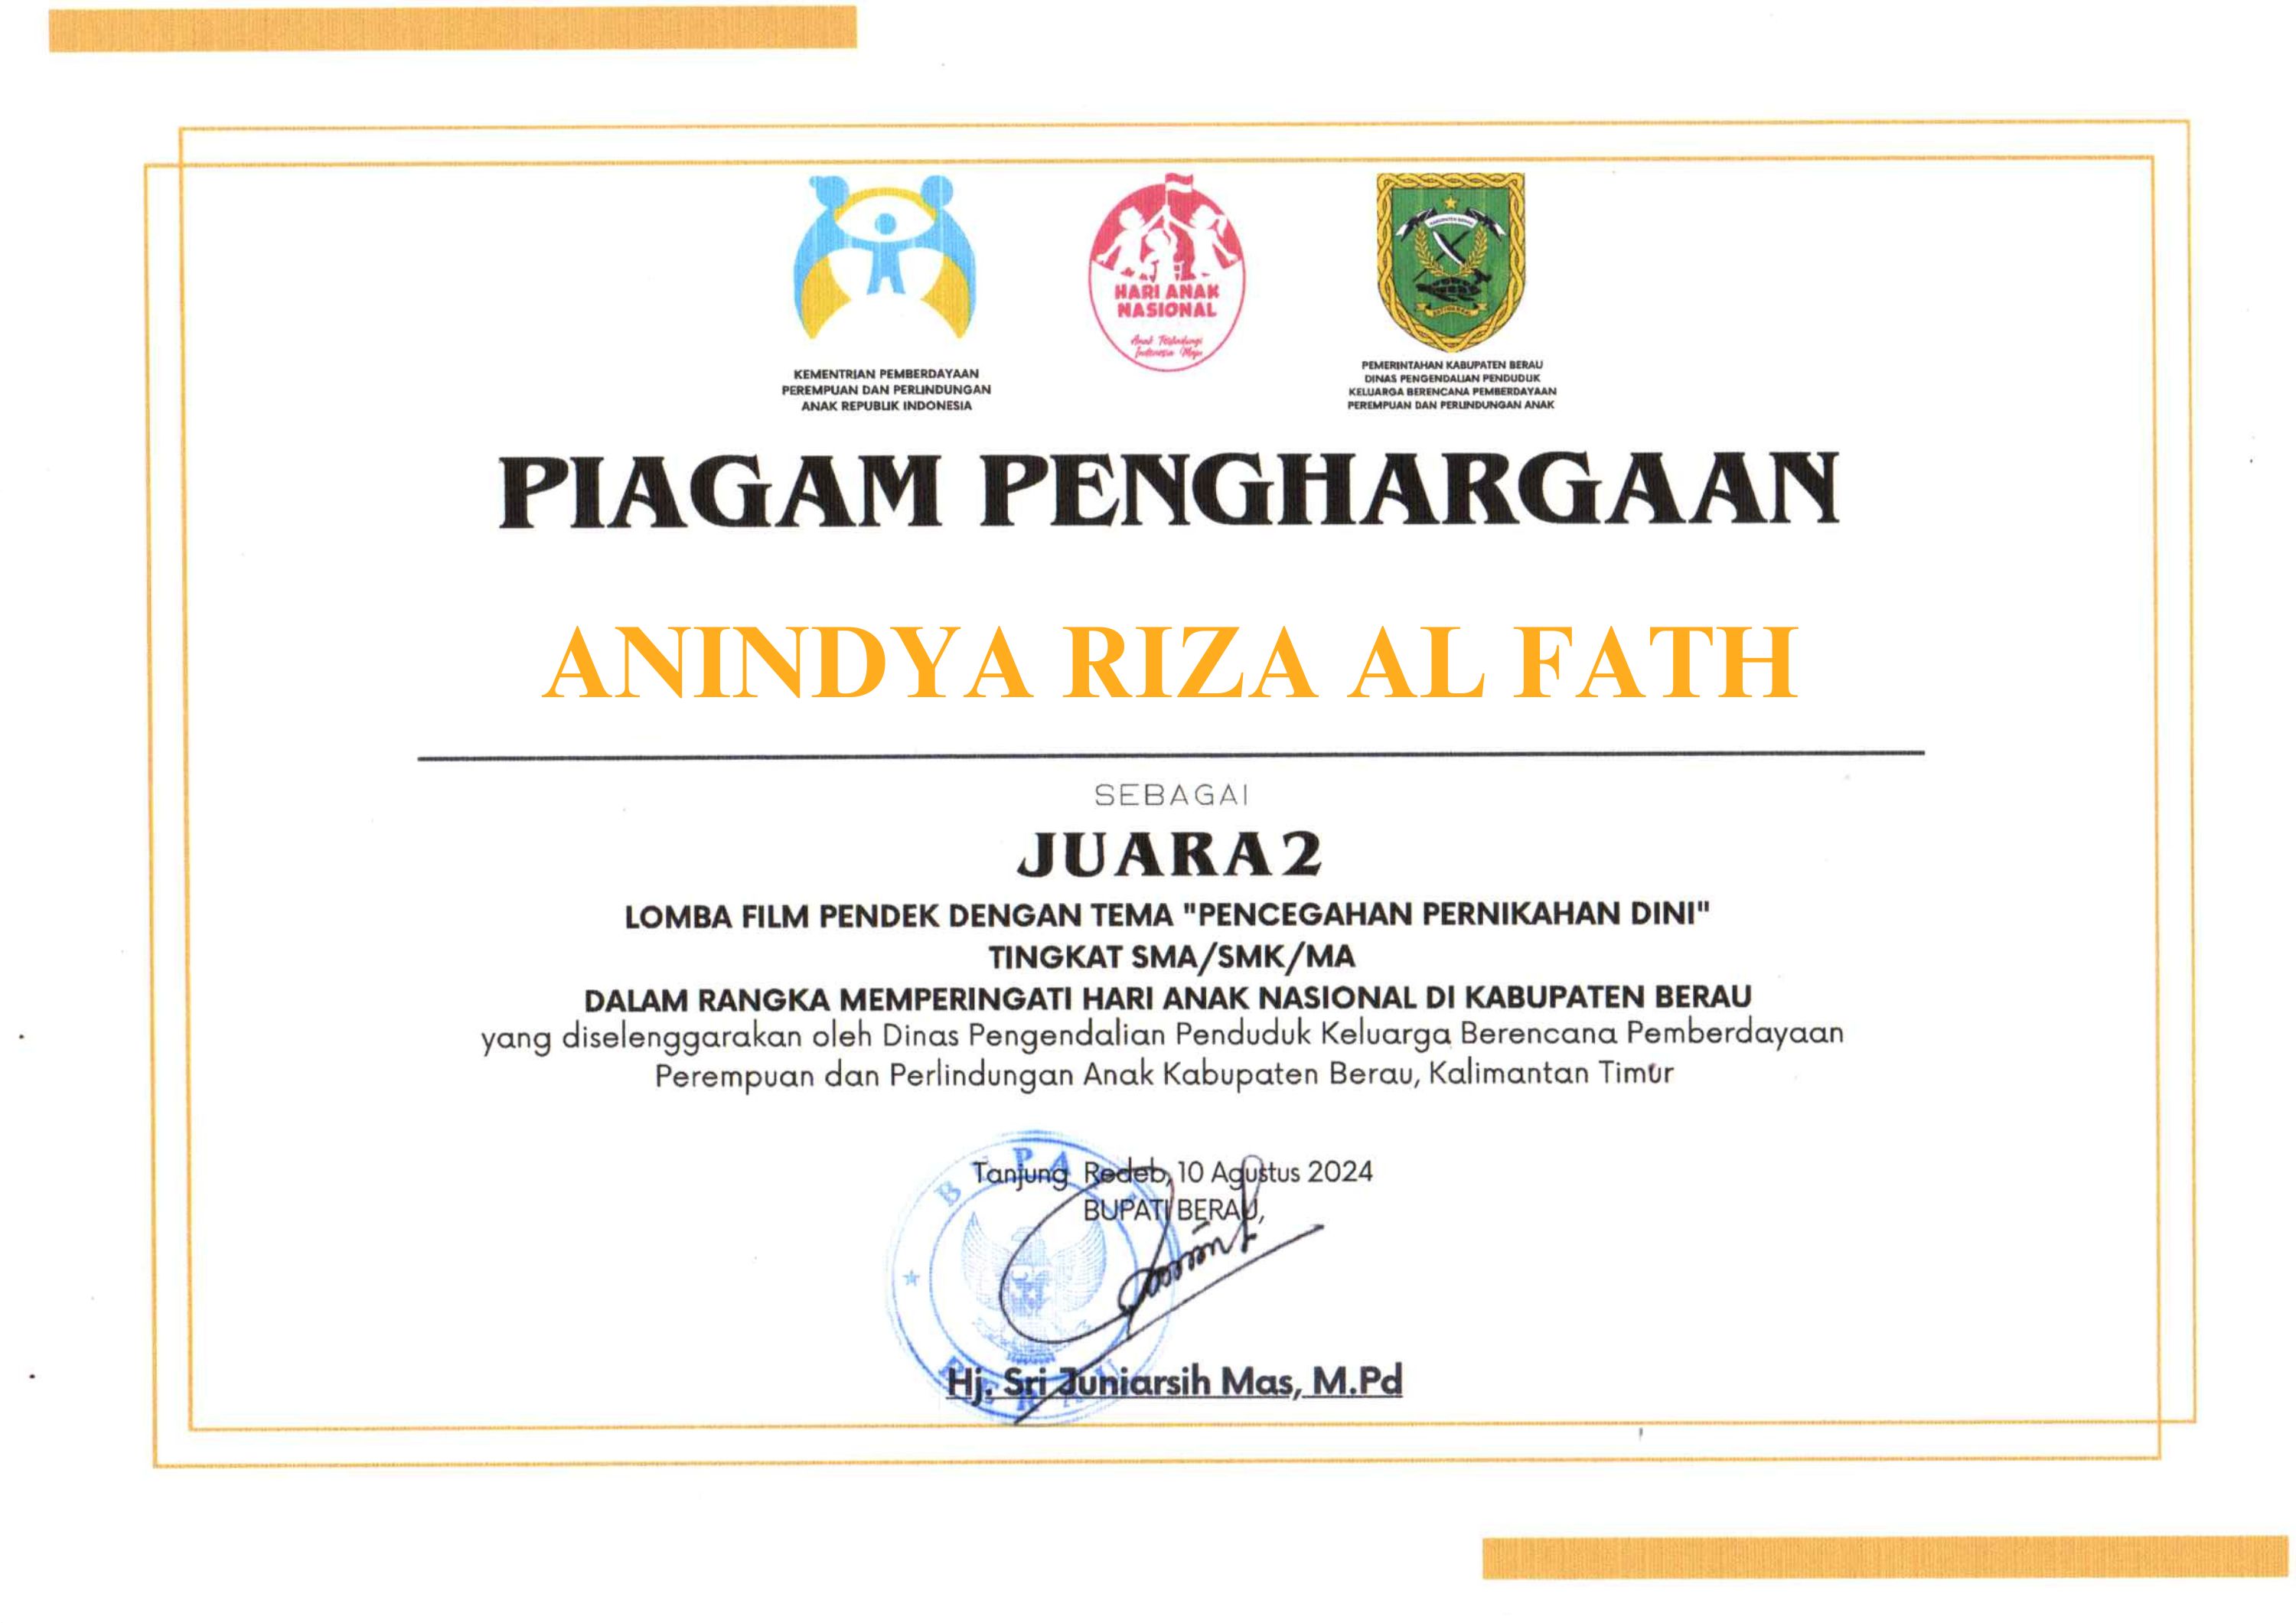 HARI ANAK
NASIONAL
Anak Terlindungi
Indonesia Maju
KEMENTRIAN PEMBERDAYAAN
PEREMPUAN DAN PERLINDUNGAN
ANAK REPUBLIK INDONESIA
PEMERINTAHAN KABUPATEN BERAU
DINAS PENGENDALIAN PENDUDUK
KELUARGA BERENCANA PEMBERDAYAAN
PEREMPUAN DAN PERLINDUNGAN ANAK
PIAGAM PENGHARGAAN
ANINDYA RIZA AL FATH
SEBAGAI
JUARA 2
LOMBA FILM PENDEK DENGAN TEMA "PENCEGAHAN PERNIKAHAN DINI"
TINGKAT SMA/SMK/MA
DALAM RANGKA MEMPERINGATI HARI ANAK NASIONAL DI KABUPATEN BERAU
yang diselenggarakan oleh Dinas Pengendalian Penduduk Keluarga Berencana Pemberdayaan
Perempuan dan Perlindungan Anak Kabupaten Berau, Kalimantan Timur
Tanjung Redeb, 10 Agustus 2024
BUPATI BERAU,
BUPATI
BERAU
Hj. Sri Juniarsih Mas, M.Pd